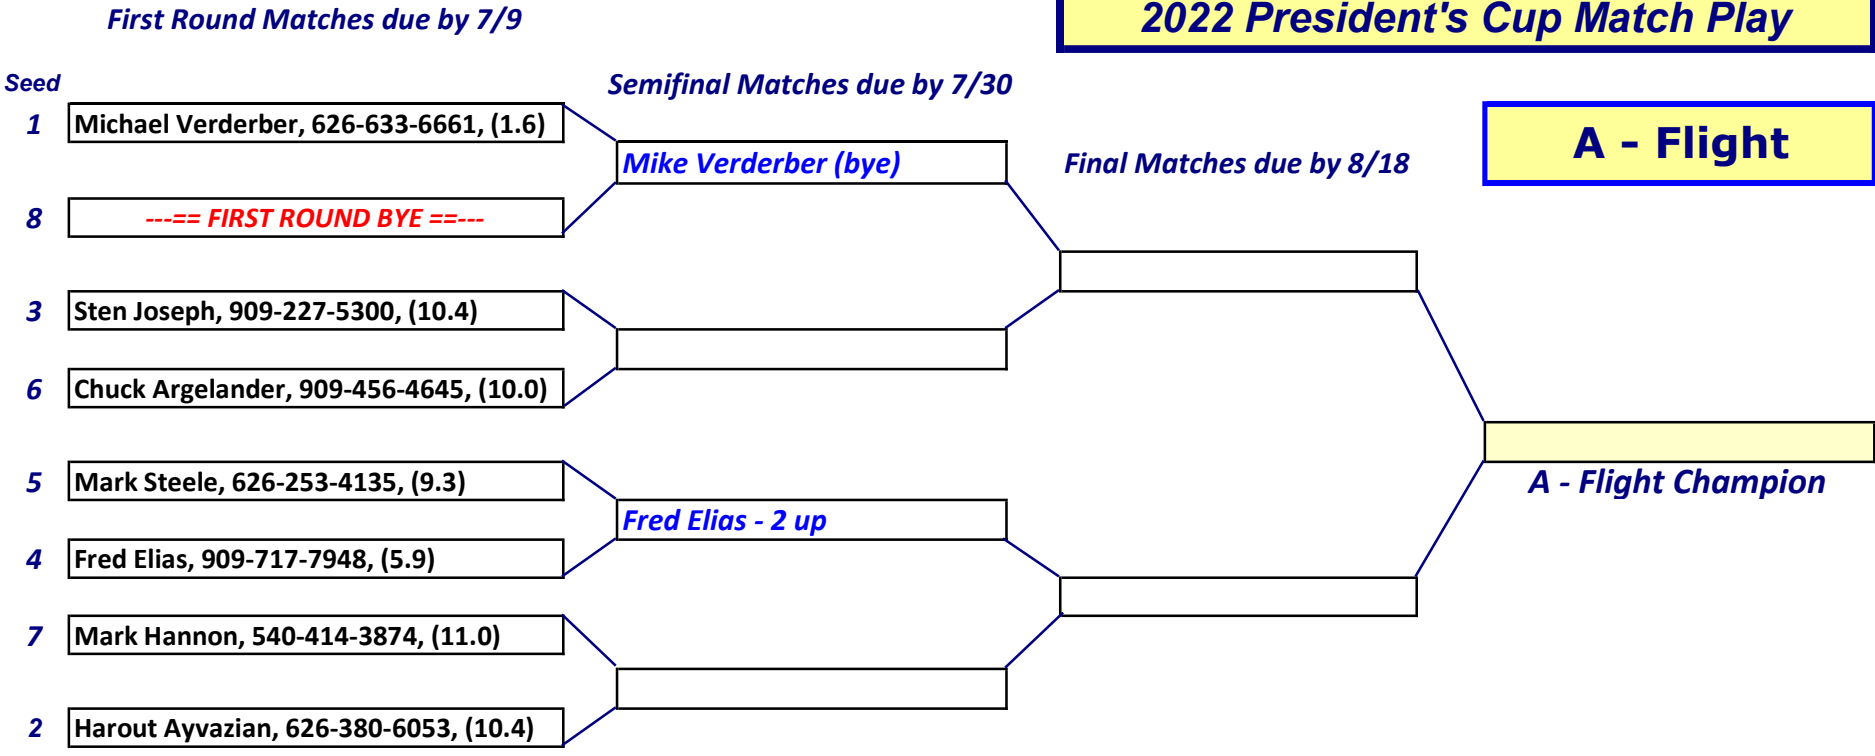 First Round Matches due by 7/9
2022 President's Cup Match Play
Seed
Semifinal Matches due by 7/30
1
Michael Verderber, 626-633-6661, (1.6)
A - Flight
Mike Verderber (bye)
Final Matches due by 8/18
8
---== FIRST ROUND BYE ==---
3
Sten Joseph, 909-227-5300, (10.4)
6
Chuck Argelander, 909-456-4645, (10.0)
5
Mark Steele, 626-253-4135, (9.3)
A - Flight Champion
Fred Elias - 2 up
4
Fred Elias, 909-717-7948, (5.9)
7
Mark Hannon, 540-414-3874, (11.0)
2
Harout Ayvazian, 626-380-6053, (10.4)